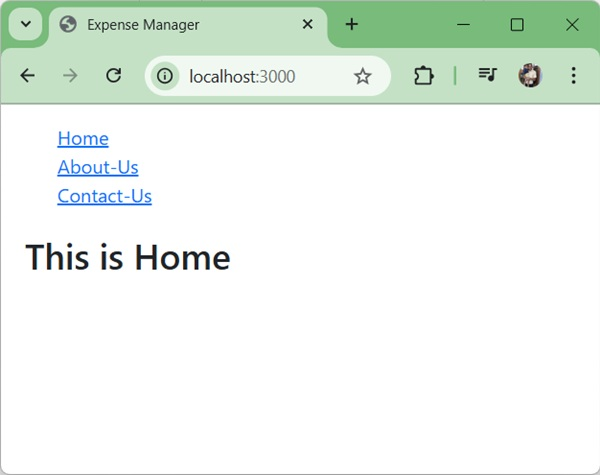 Expense Manager
localhost:3000
Home
About-Us
Contact-Us
This is Home